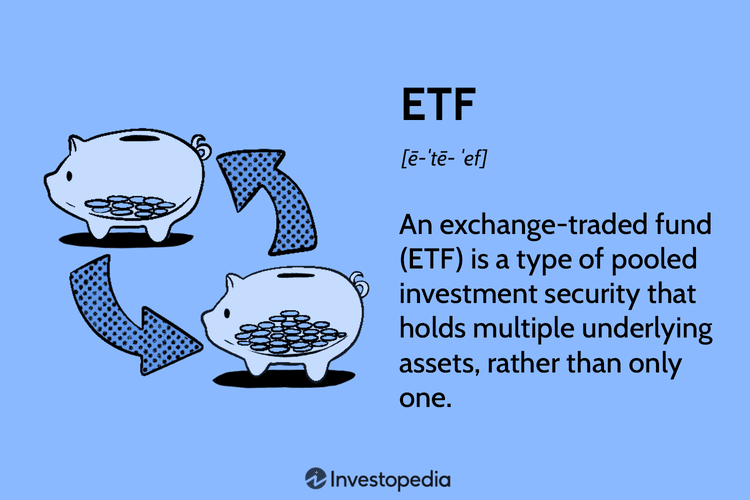 ETF
[ē-ˈtē- ˈef]
An exchange-traded fund
(ETF) is a type of pooled
investment security that
holds multiple underlying
assets, rather than only
one.
Investopedia